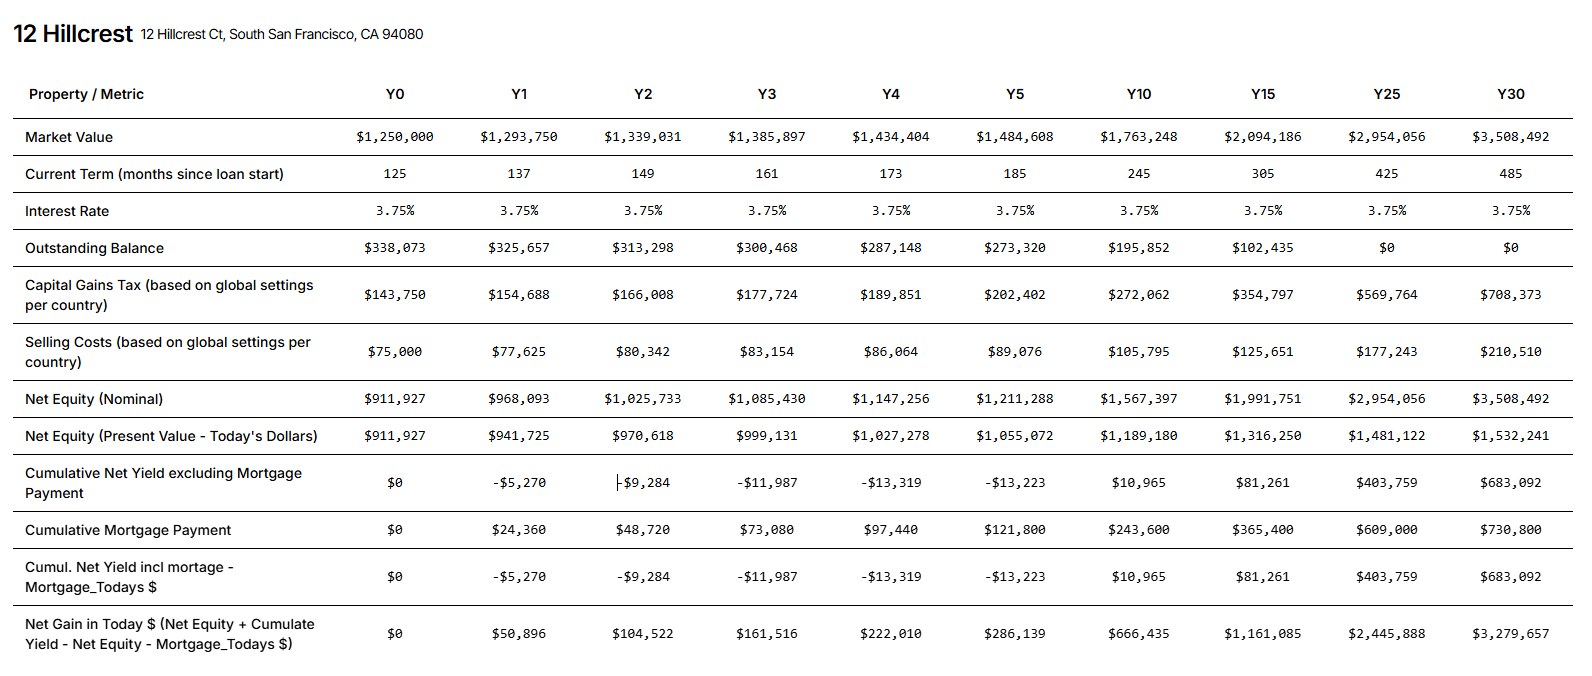 12 Hillcrest 12 Hillcrest Ct, South San Francisco, CA 94080
Property / Metric Y0 Y1 Y2 Y3 Y4 Y5 Y10 Y15 Y25 Y30
Market Value $1,250,000 $1,293,750 $1,339,031 $1,385,897 $1,434,404 $1,484,608 $1,763,248 $2,094,186 $2,954,056 $3,508,492
Current Term (months since loan start) 125 137 149 161 173 185 245 305 425 485
Interest Rate 3.75% 3.75% 3.75% 3.75% 3.75% 3.75% 3.75% 3.75% 3.75% 3.75%
Outstanding Balance $338,073 $325,657 $313,298 $300,468 $287,148 $273,320 $195,852 $102,435 $0 $0
Capital Gains Tax (based on global settings
per country) $143,750 $154,688 $166,008 $177,724 $189,851 $202,402 $272,062 $354,797 $569,764 $708,373
Selling Costs (based on global settings per
country) $75,000 $77,625 $80,342 $83,154 $86,064 $89,076 $105,795 $125,651 $177,243 $210,510
Net Equity (Nominal) $911,927 $968,093 $1,025,733 $1,085,430 $1,147,256 $1,211,288 $1,567,397 $1,991,751 $2,954,056 $3,508,492
Net Equity (Present Value - Today's Dollars) $911,927 $941,725 $970,618 $999,131 $1,027,278 $1,055,072 $1,189,180 $1,316,250 $1,481,122 $1,532,241
Cumulative Net Yield excluding Mortgage
Payment $0 -$5,270 -$9,284 -$11,987 -$13,319 -$13,223 $10,965 $81,261 $403,759 $683,092
Cumulative Mortgage Payment $0 $24,360 $48,720 $73,080 $97,440 $121,800 $243,600 $365,400 $609,000 $730,800
Cumul. Net Yield incl mortage -
Mortgage_Todays $ $0 -$5,270 -$9,284 -$11,987 -$13,319 -$13,223 $10,965 $81,261 $403,759 $683,092
Net Gain in Today $ (Net Equity + Cumulate
Yield - Net Equity - Mortgage_Todays $) $0 $50,896 $104,522 $161,516 $222,010 $286,139 $666,435 $1,161,085 $2,445,888 $3,279,657